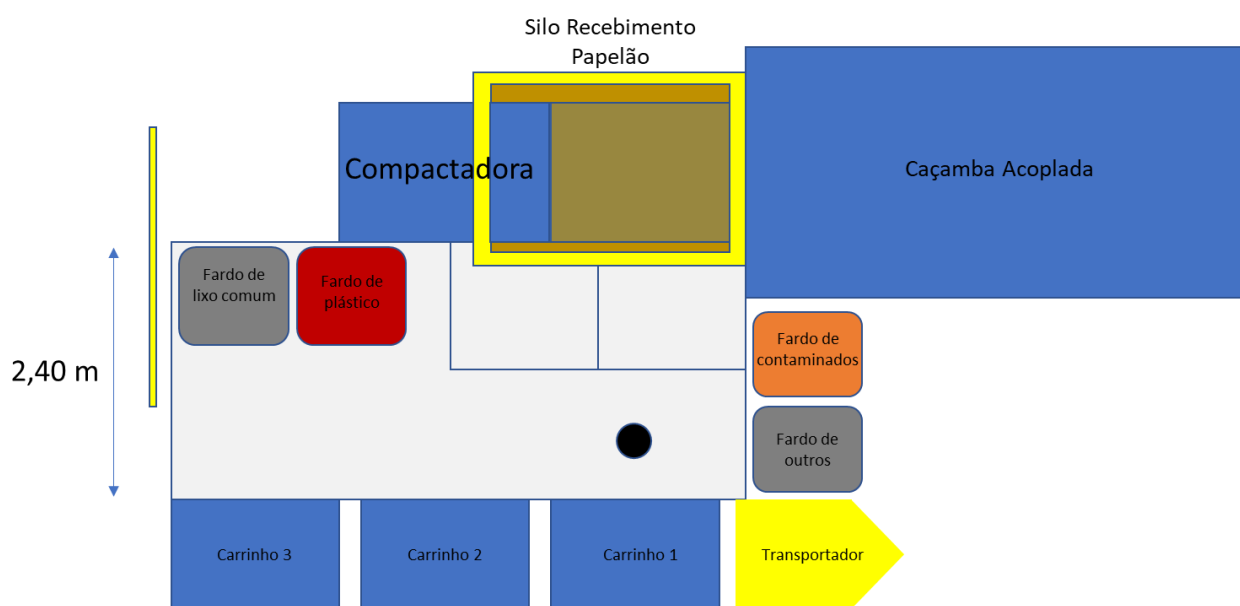 Silo Recebimento
Papelão
Compactadora
Caçamba Acoplada
Fardo de
lixo comum
Fardo de
plástico
2,40 m
Fardo de
contaminados
Fardo de
outros
Carrinho 3
Carrinho 2
Carrinho 1
Transportador